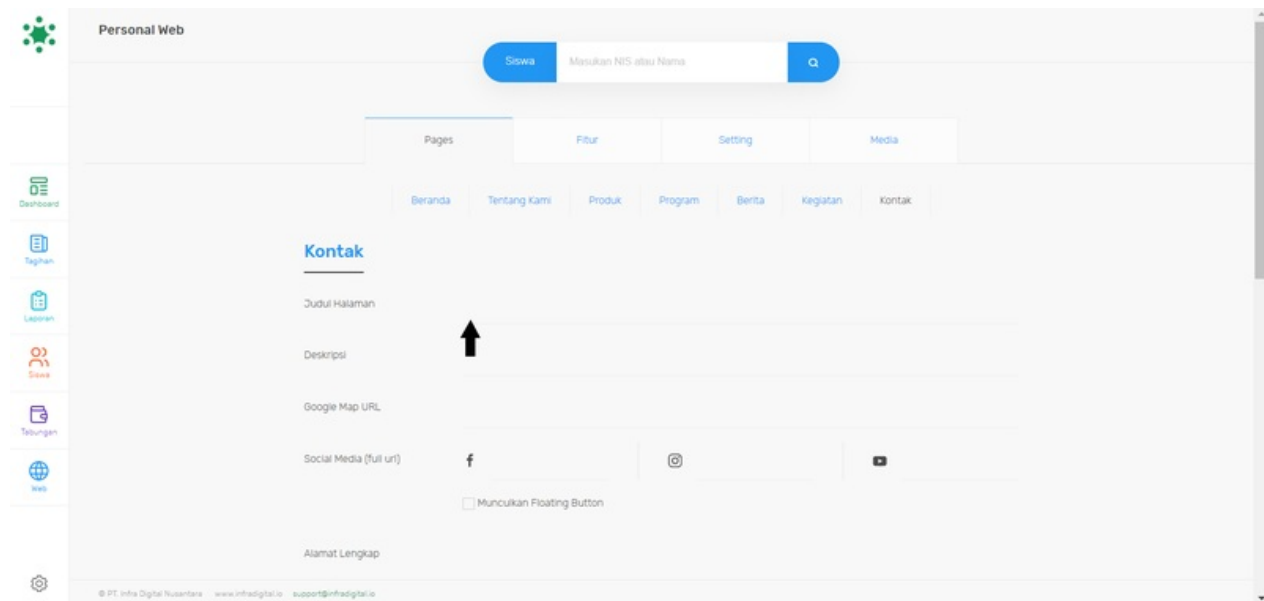 Personal Web
Siswa Masukan NIS atau Nama
Pages Fitur Setting Media
Beranda Tentang Kami Produk Program Berita Kegiatan Kontak
Dashboard
Tagihan
Laporan
Siswa
Tabungan
Web
Kontak
Judul Halaman
Deskripsi
Google Map URL
Social Media (full url)
Munculkan Floating Button
Alamat Lengkap
© PT. Infra Digital Nusantara www.infradigital.io support@infradigital.io